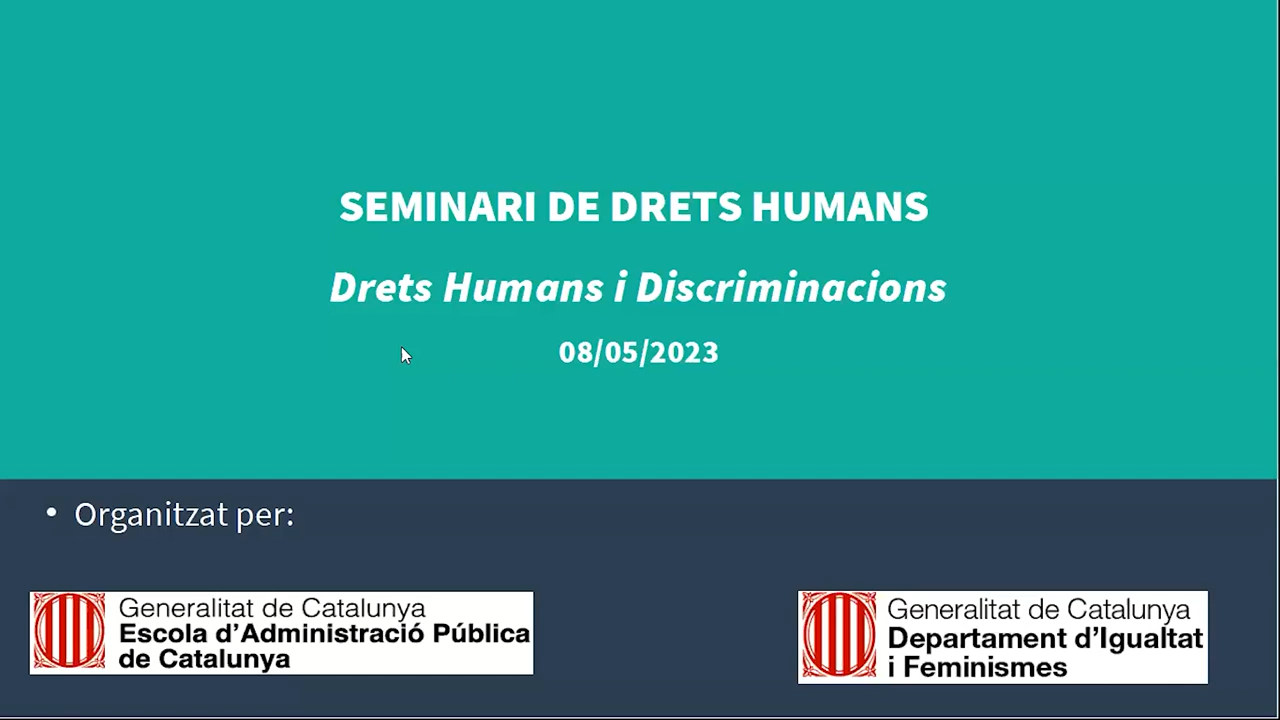 SEMINARI DE DRETS HUMANS
Drets Humans i Discriminacions
08/05/2023
• Organitzat per:
Generalitat de Catalunya
Escola d'Administració Pública
de Catalunya
Generalitat de Catalunya
Departament d'Igualtat
i Feminismes